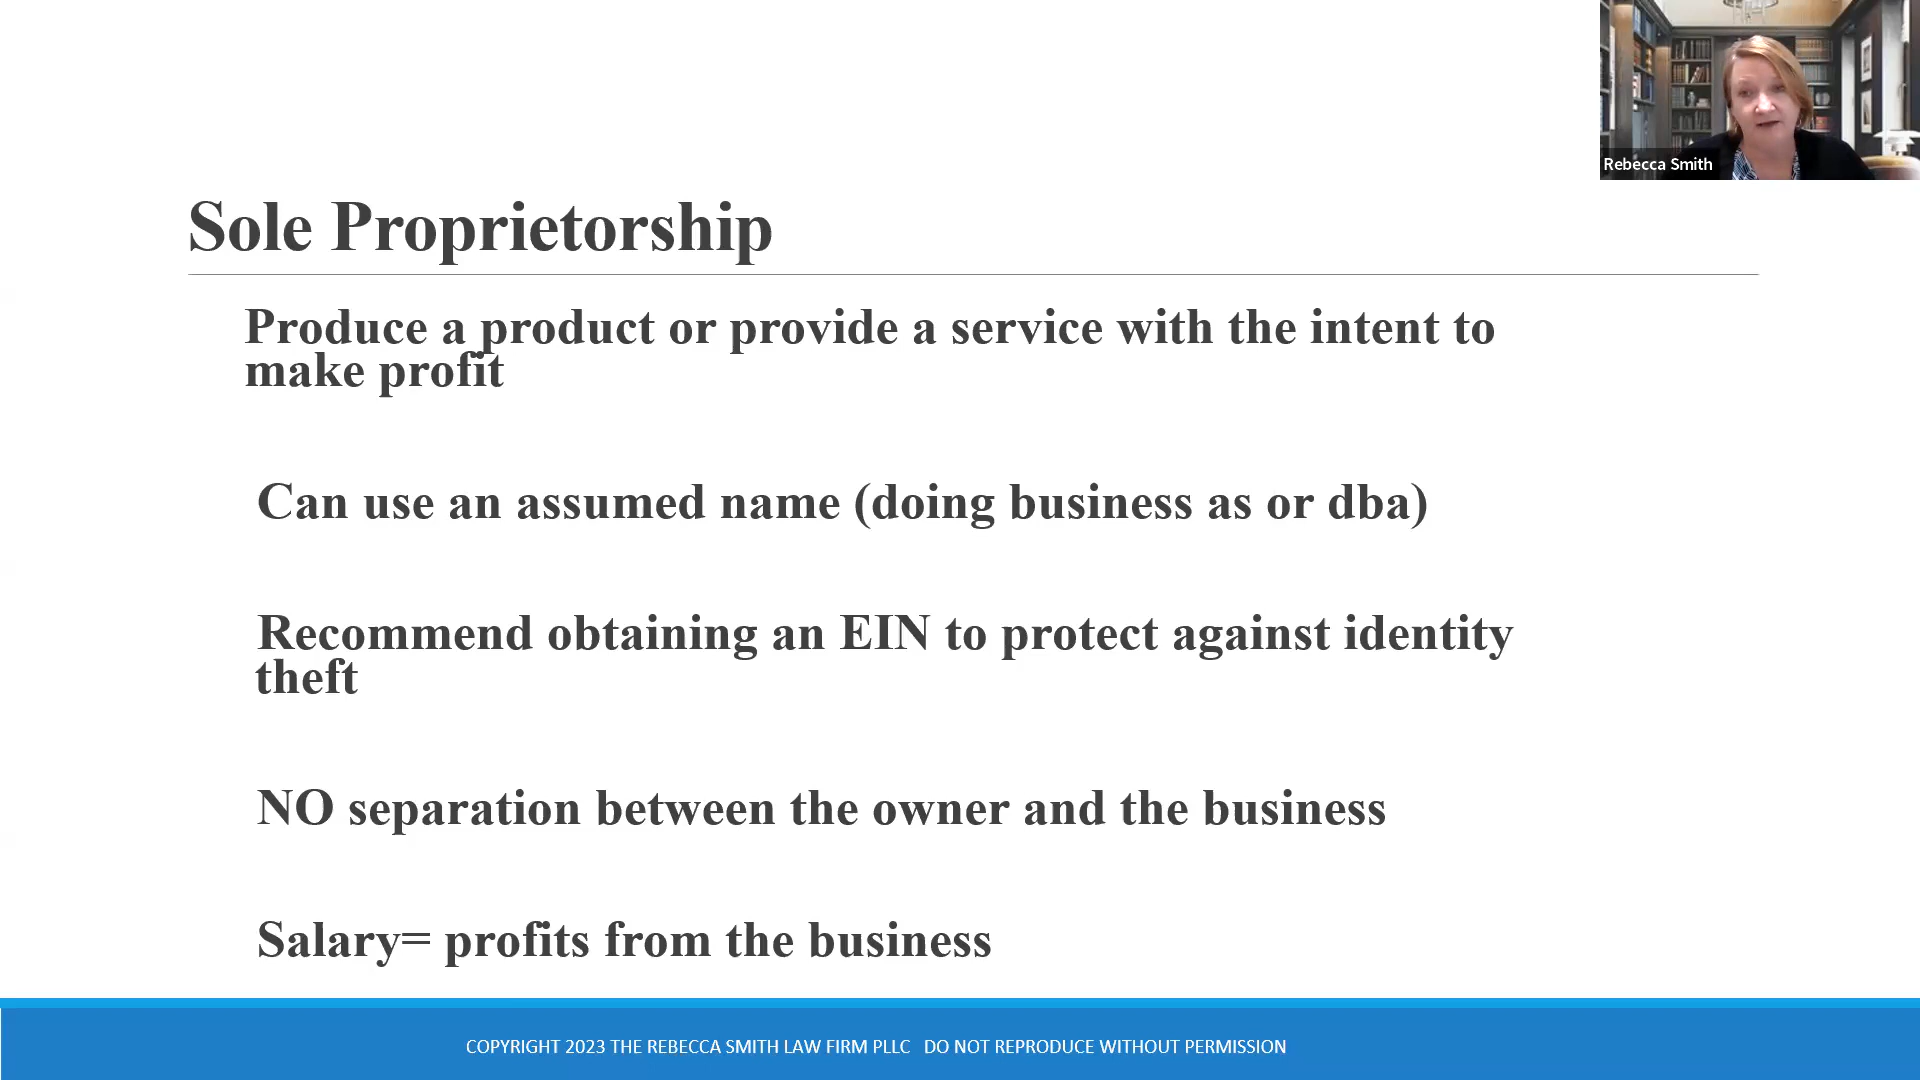 Rebecca Smith
Sole Proprietorship
Produce a product or provide a service with the intent to
make profit
Can use an assumed name (doing business as or dba)
Recommend obtaining an EIN to protect against identity
theft
NO separation between the owner and the business
Salary= profits from the business
COPYRIGHT 2023 THE REBECCA SMITH LAW FIRM PLLC DO NOT REPRODUCE WITHOUT PERMISSION